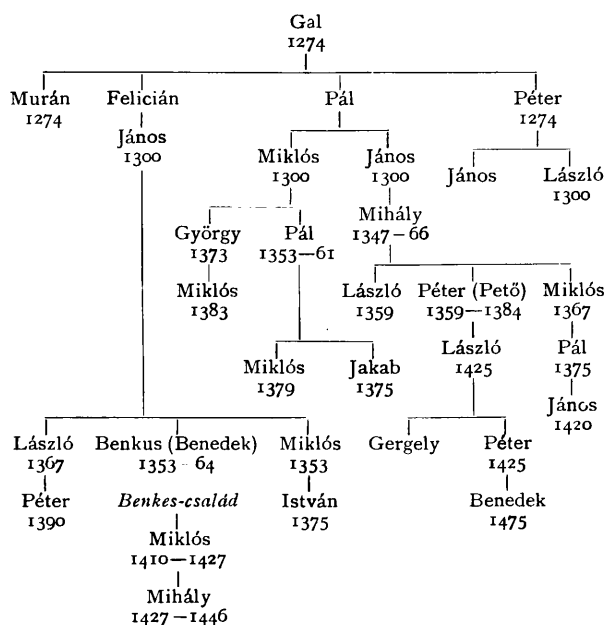 Gal
1274
Murán Felicián Pál Péter
1274 1274
János
1300
Miklós János János László
1300 1300 1300
Mihály
1347—66
György Pál
1373 1353—61
Miklós
1383
László Péter (Pető) Miklós
1359 1359—1384 1367
László Pál
1425 1375
Miklós Jakab
1379 1375
János
1420
László Benkus (Benedek) Miklós Gergely Péter
1367 1353—64 1353 1425
Péter Benkes-család István Benedek
1390 1375 1475
Miklós
1410—1427
Mihály
1427—1446